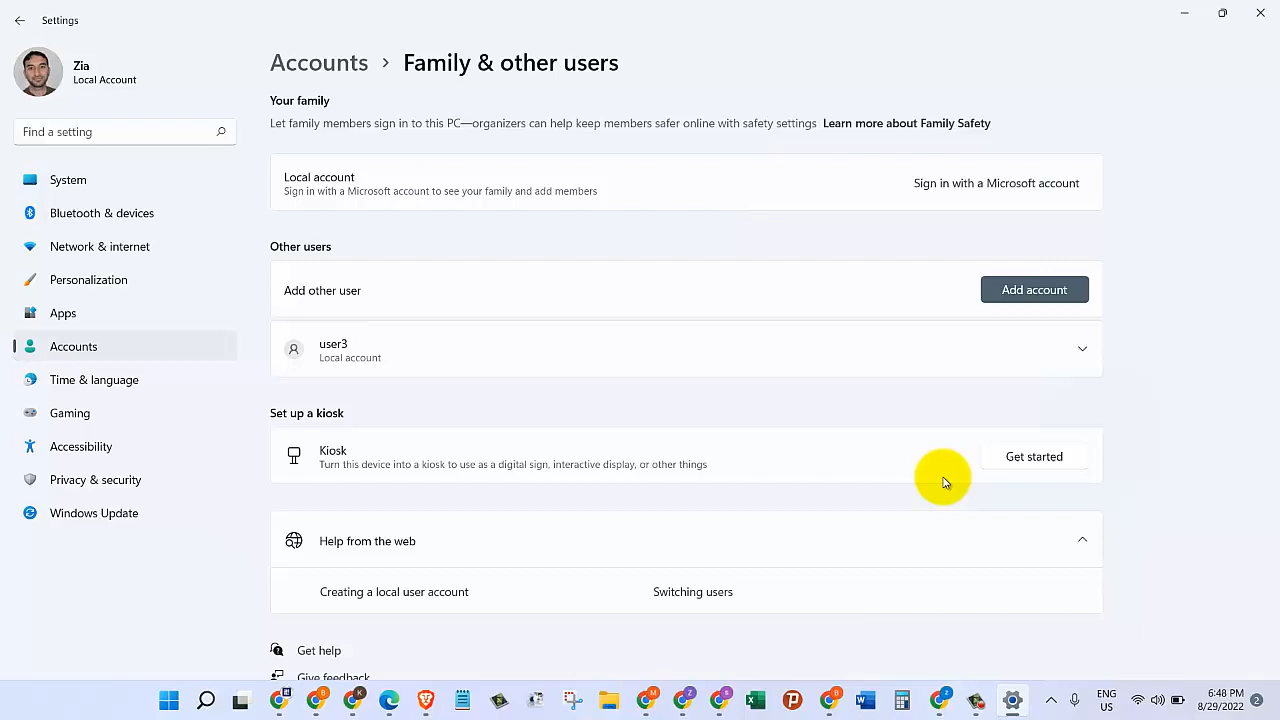 Settings
Zia
Local Account
Find a setting
System
Bluetooth & devices
Network & internet
Personalization
Apps
Accounts
Time & language
Gaming
Accessibility
Privacy & security
Windows Update
Accounts > Family & other users
Your family
Let family members sign in to this PC—organizers can help keep members safer online with safety settings Learn more about Family Safety
Local account
Sign in with a Microsoft account to see your family and add members
Sign in with a Microsoft account
Other users
Add other user
Add account
user3
Local account
Set up a kiosk
Kiosk
Turn this device into a kiosk to use as a digital sign, interactive display, or other things
Get started
Help from the web
Creating a local user account
Switching users
Get help
Give feedback
ENG
US
6:48 PM
8/29/2022
2